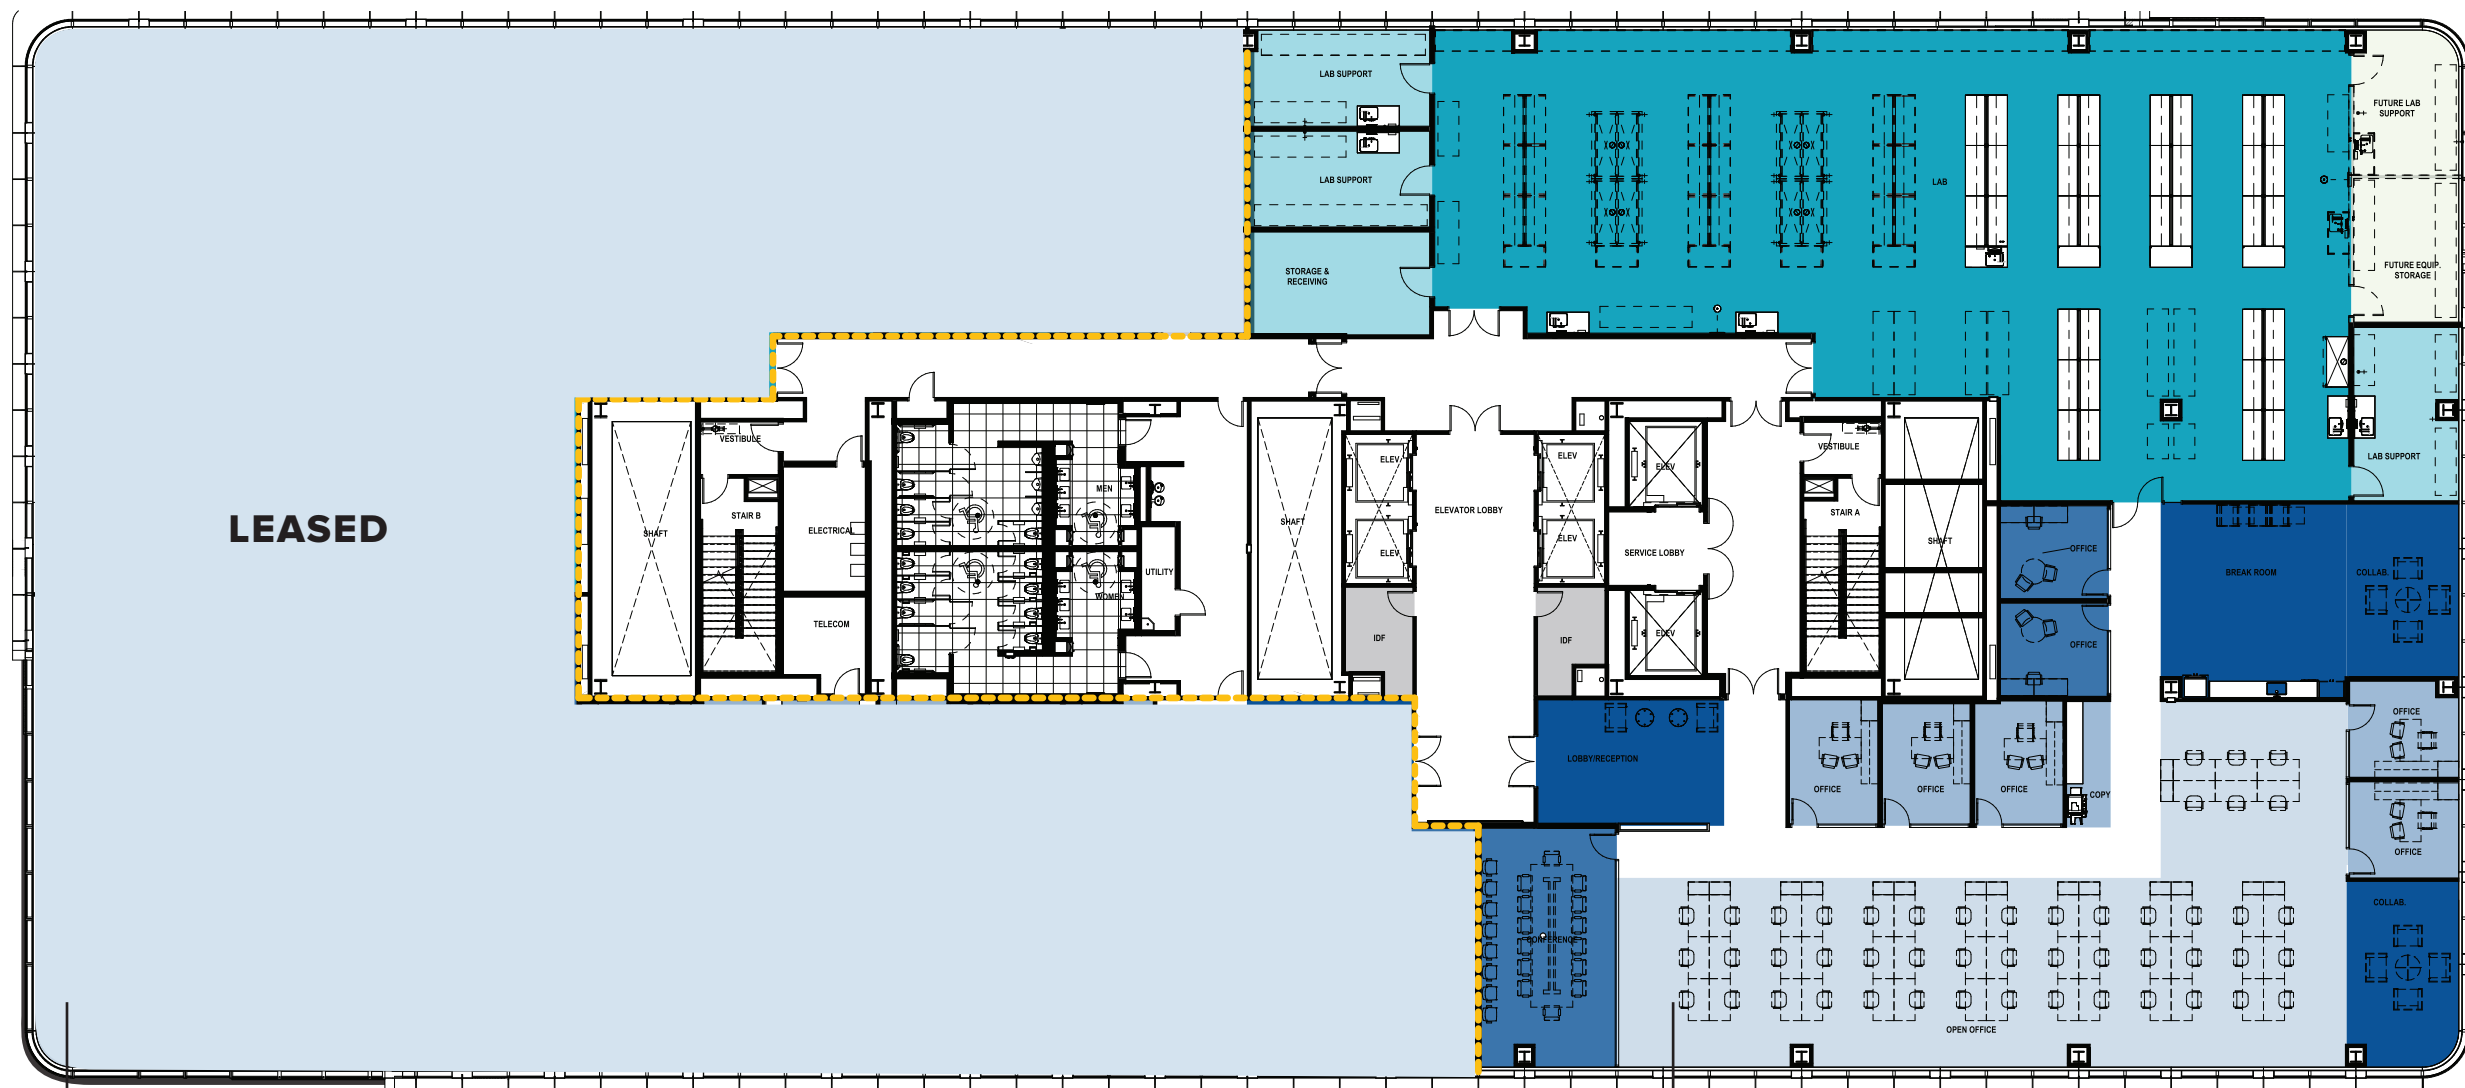 LAB SUPPORT
FUTURE LAB
SUPPORT
LAB SUPPORT
LAB
STORAGE &
RECEIVING
FUTURE EQUIP.
STORAGE
VESTIBULE
VESTIBULE
ELEV
ELEV
ELEV
LAB SUPPORT
MEN
STAIR B
ELEVATOR LOBBY
STAIR A
LEASED
SHAFT
ELECTRICAL
SHAFT
ELEV
ELEV
SERVICE LOBBY
SHAFT
OFFICE
UTILITY
BREAK ROOM
COLLAB.
WOMEN
TELECOM
IDF
IDF
ELEV
OFFICE
OFFICE
LOBBY/RECEPTION
OFFICE
OFFICE
OFFICE
COPY
OFFICE
COLLAB.
CONFERENCE
OPEN OFFICE